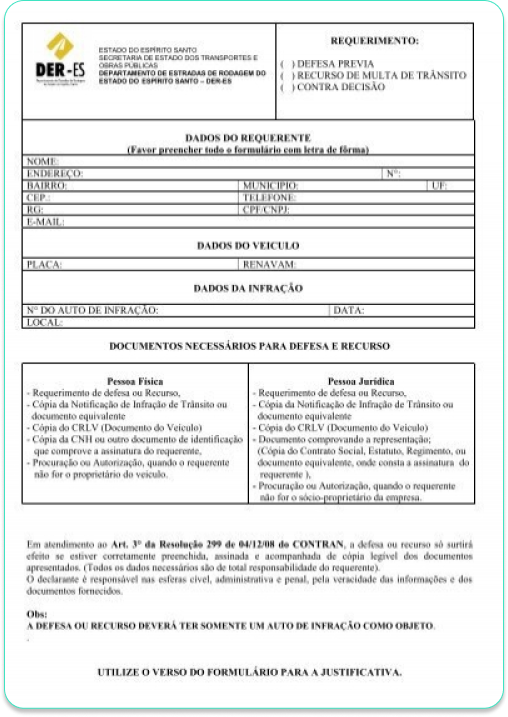 ESTADO DO ESPÍRITO SANTO
SECRETARIA DE ESTADO DOS TRANSPORTES E
OBRAS PÚBLICAS
DEPARTAMENTO DE ESTRADAS DE RODAGEM DO
ESTADO DO ESPÍRITO SANTO – DER-ES
DER-ES
REQUERIMENTO:
( ) DEFESA PREVIA
( ) RECURSO DE MULTA DE TRÂNSITO
( ) CONTRA DECISÃO
DADOS DO REQUERENTE
(Favor preencher todo o formulário com letra de fôrma)
NOME:
ENDEREÇO: Nº:
BAIRRO: MUNICIPIO: UF:
CEP.: TELEFONE:
RG: CPF/CNPJ:
E-MAIL:
DADOS DO VEICULO
PLACA: RENAVAM:
DADOS DA INFRAÇÃO
Nº DO AUTO DE INFRAÇÃO: DATA:
LOCAL:
DOCUMENTOS NECESSÁRIOS PARA DEFESA E RECURSO
Pessoa Física
- Requerimento de defesa ou Recurso,
- Cópia da Notificação de Infração de Trânsito ou
documento equivalente
- Cópia do CRLV (Documento do Veículo)
- Cópia da CNH ou outro documento de identificação
que comprove a assinatura do requerente,
- Procuração ou Autorização, quando o requerente
não for o proprietário do veículo.
Pessoa Jurídica
- Requerimento de defesa ou Recurso,
- Cópia da Notificação de Infração de Trânsito ou
documento equivalente
- Cópia do CRLV (Documento do Veículo)
- Documento comprovando a representação;
(Cópia do Contrato Social, Estatuto, Regimento, ou
documento equivalente, onde consta a assinatura do
requerente ),
- Procuração ou Autorização, quando o requerente
não for o sócio-proprietário da empresa.
Em atendimento ao Art. 3° da Resolução 299 de 04/12/08 do CONTRAN, a defesa ou recurso só surtirá
efeito se estiver corretamente preenchida, assinada e acompanhada de cópia legível dos documentos
apresentados. (Todos os dados necessários são de total responsabilidade do requerente).
O declarante é responsável nas esferas cível, administrativa e penal, pela veracidade das informações e dos
documentos fornecidos.
Obs:
A DEFESA OU RECURSO DEVERÁ TER SOMENTE UM AUTO DE INFRAÇÃO COMO OBJETO.
.
UTILIZE O VERSO DO FORMULÁRIO PARA A JUSTIFICATIVA.